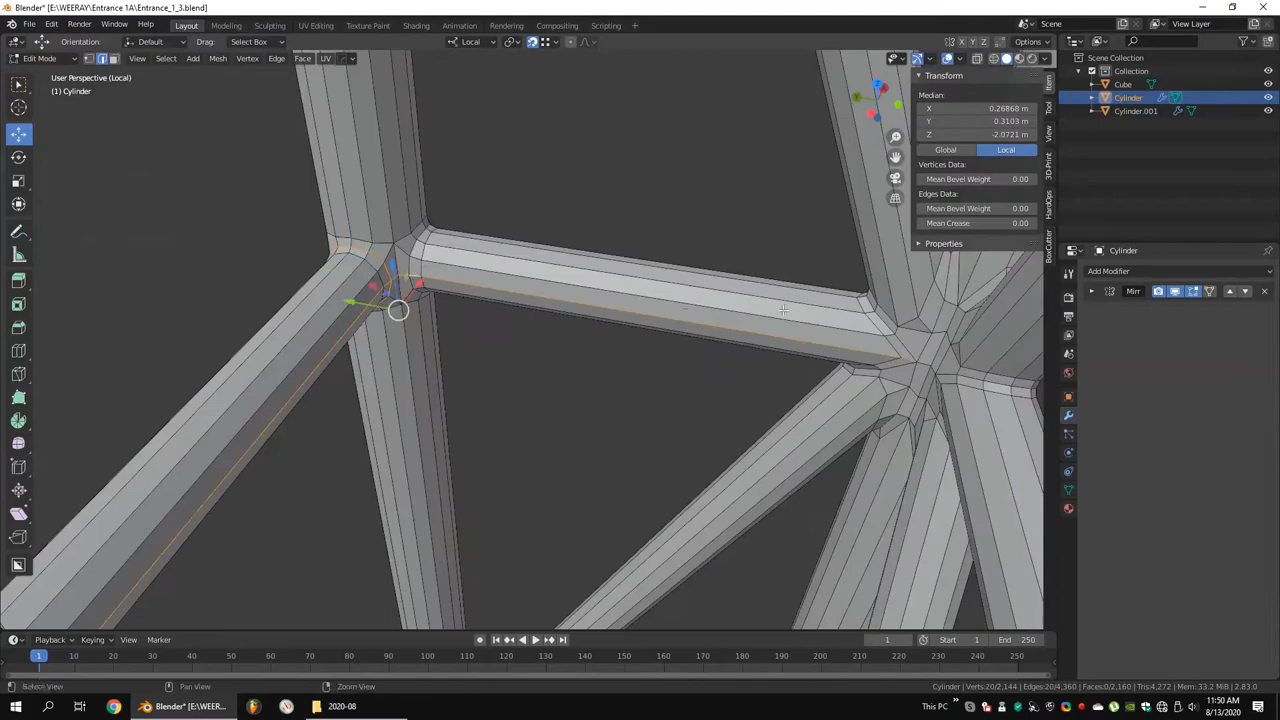 Blender* [E:\WEERAY\Entrance 1A\Entrance_1_3.blend]
File Edit Render Window Help Layout Modeling Sculpting UV Editing Texture Paint Shading Animation Rendering Compositing Scripting Scene View Layer
Orientation: Default Drag: Select Box Local X Y Z Options
Edit Mode View Select Add Mesh Vertex Edge Face UV
User Perspective (Local)
(1) Cylinder
Transform
Median:
X 0.26868 m
Y 0.3103 m
Z -2.0721 m
Global Local
Vertices Data:
Mean Bevel Weight 0.00
Edges Data:
Mean Bevel Weight 0.00
Mean Crease 0.00
Properties
Item
Tool
View
3D-Print
HardOps
BoxCutter
Scene Collection
Collection
Cube
Cylinder
Cylinder.001
Cylinder
Add Modifier
Mirr
Playback Keying View Marker 1 Start 1 End 250
1 10 20 30 40 50 60 70 80 90 100 110 120 130 140 150 160 170 180 190 200 210 220 230 240 250
Select View Pan View Zoom View Cylinder | Verts:20/2,144 | Edges:20/4,360 | Faces:0/2,160 | Tris:4,272 | Mem: 33.2 MiB | 2.83.0
Blender* [E:\WEER... 2020-08 This PC 11:50 AM
8/13/2020